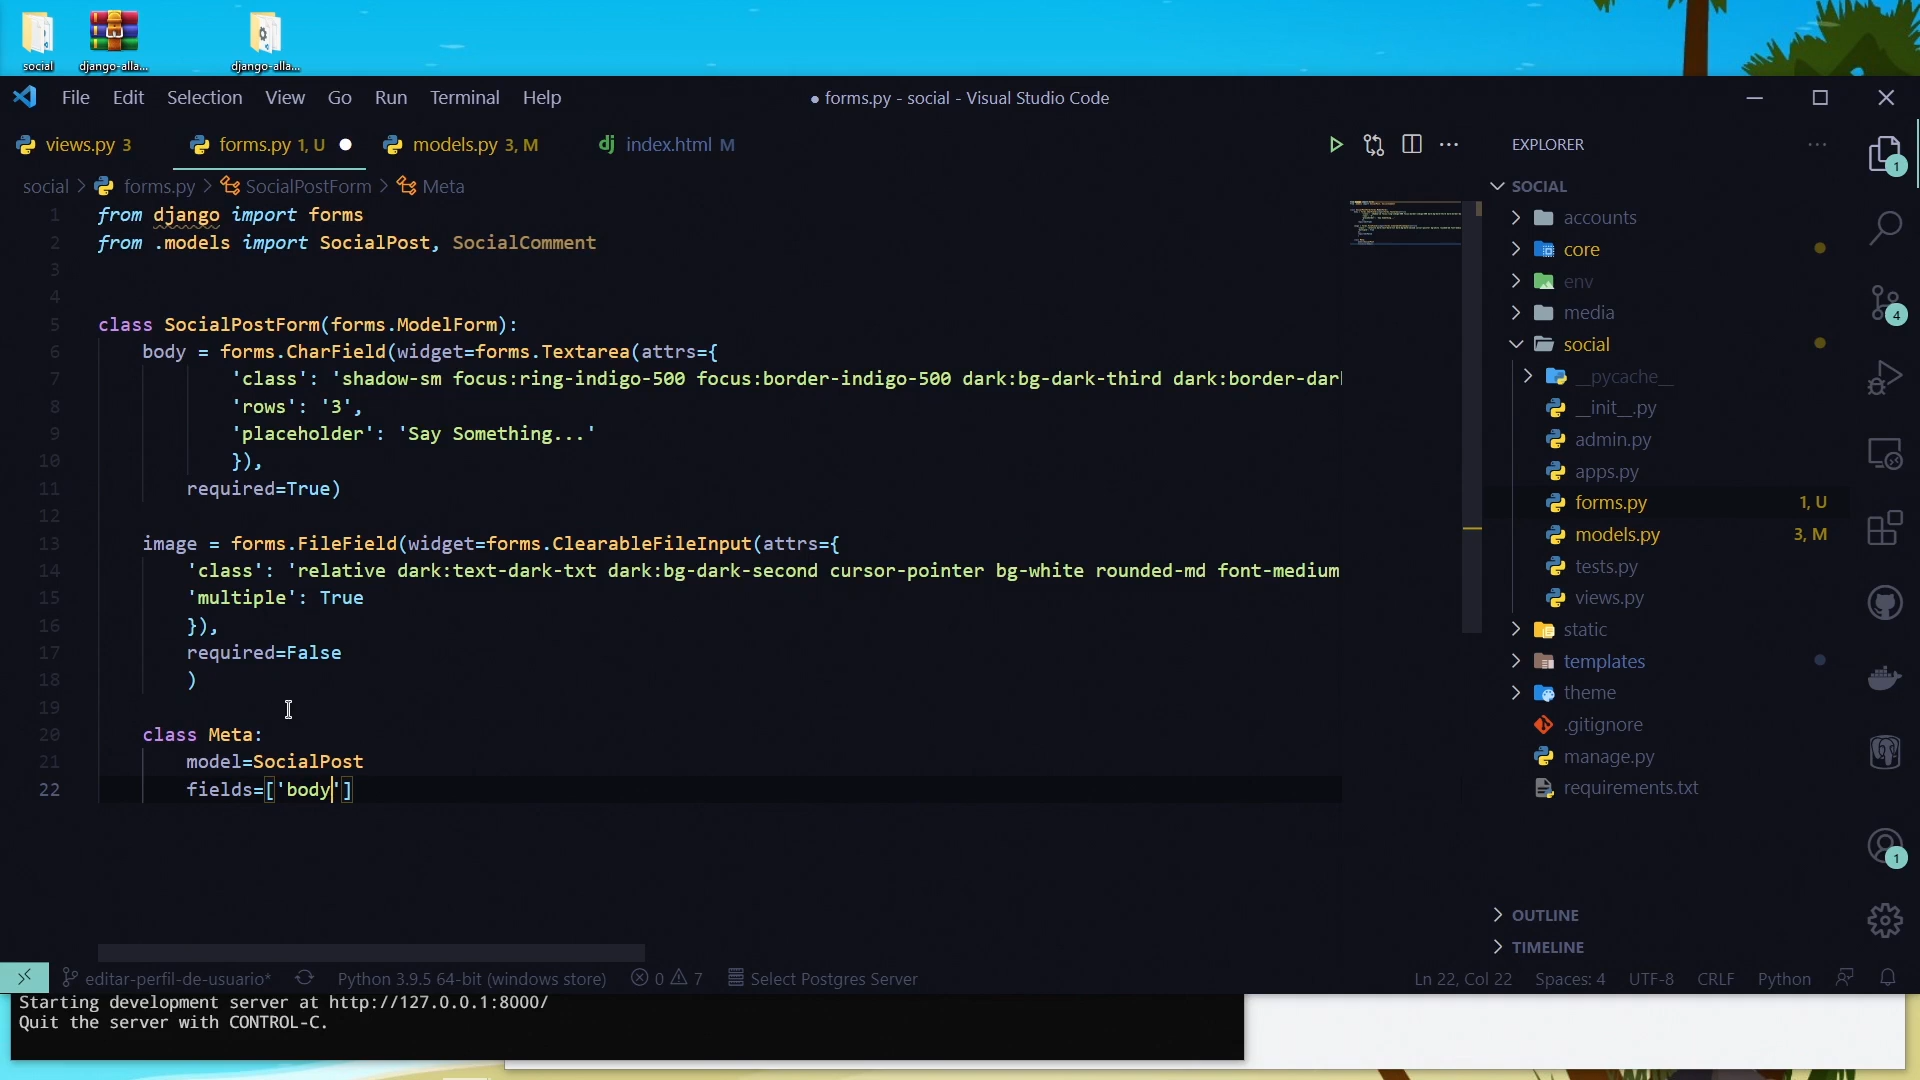 social
django-alla...
django-alla...
File Edit Selection View Go Run Terminal Help
● forms.py - social - Visual Studio Code
views.py 3
forms.py 1, U
models.py 3, M
dj index.html M
EXPLORER
social > forms.py > SocialPostForm > Meta
1 from django import forms
2 from .models import SocialPost, SocialComment
3
4
5 class SocialPostForm(forms.ModelForm):
6 body = forms.CharField(widget=forms.Textarea(attrs={
7 'class': 'shadow-sm focus:ring-indigo-500 focus:border-indigo-500 dark:bg-dark-third dark:border-dar
8 'rows': '3',
9 'placeholder': 'Say Something...'
10 }),
11 required=True)
12
13 image = forms.FileField(widget=forms.ClearableFileInput(attrs={
14 'class': 'relative dark:text-dark-txt dark:bg-dark-second cursor-pointer bg-white rounded-md font-medium
15 'multiple': True
16 }),
17 required=False
18 )
19
20 class Meta:
21 model=SocialPost
22 fields=['body']
SOCIAL
accounts
core
env
media
social
__pycache__
__init__.py
admin.py
apps.py
forms.py 1, U
models.py 3, M
tests.py
views.py
static
templates
theme
.gitignore
manage.py
requirements.txt
OUTLINE
TIMELINE
1
4
1
editar-perfil-de-usuario* Python 3.9.5 64-bit (windows store) 0 7 Select Postgres Server
Ln 22, Col 22 Spaces: 4 UTF-8 CRLF Python
Starting development server at http://127.0.0.1:8000/
Quit the server with CONTROL-C.